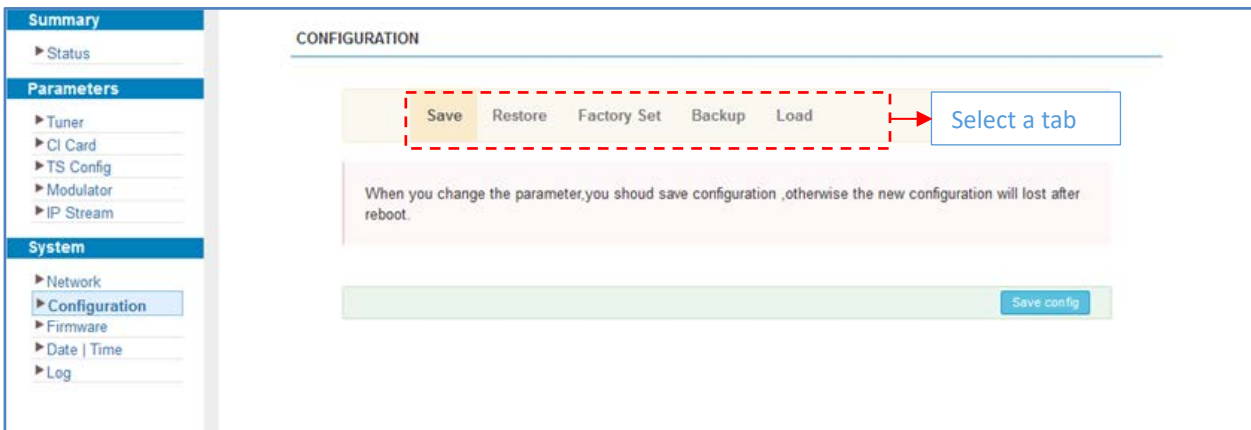 Summary
Status
Parameters
Tuner
CI Card
TS Config
Modulator
IP Stream
System
Network
Configuration
Firmware
Date | Time
Log
CONFIGURATION
Save Restore Factory Set Backup Load
Select a tab
When you change the parameter,you shoud save configuration ,otherwise the new configuration will lost after
reboot.
Save config